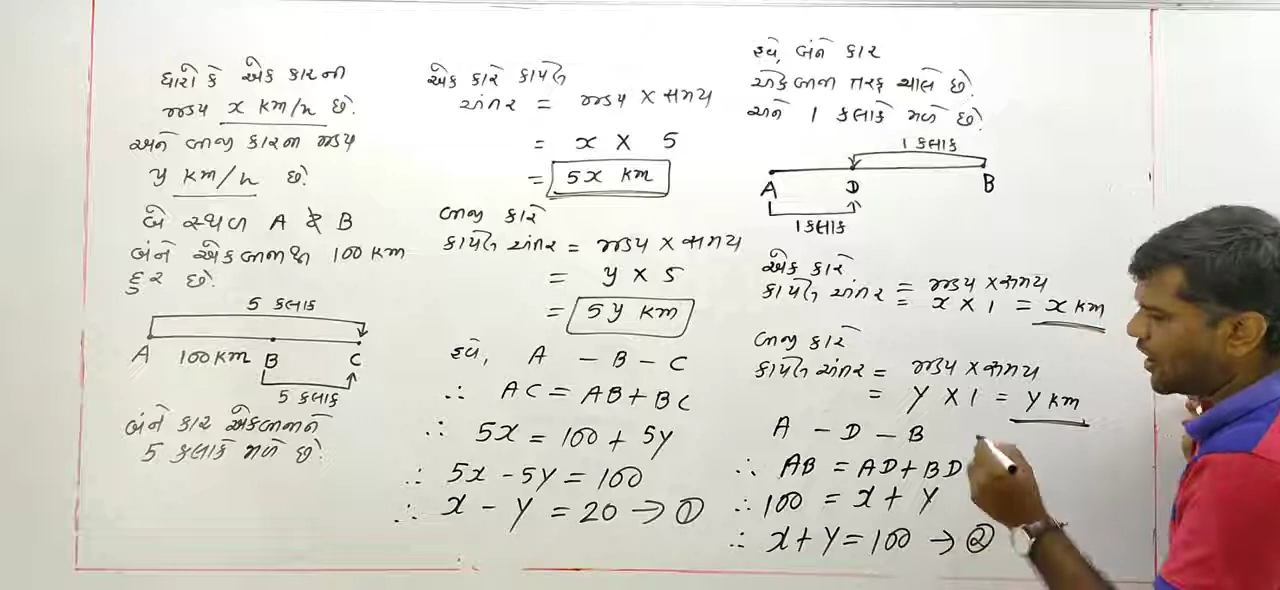 ધારો કે એક કારની
ઝડપ x km/h છે.
અને બીજી કારની ઝડપ
y km/h છે.
બે સ્થળ A & B
બંને એકબીજાથી 100 km
દુર છે.
5 કલાક
A 100 km B C
5 કલાક
બંને કાર એકબીજાને
5 કલાકે મળે છે.
એક કારે કાપેલ
અંતર = ઝડપ × સમય
= x × 5
= 5x km
બીજી કારે
કાપેલ અંતર = ઝડપ × સમય
= y × 5
= 5y km
હવે, A - B - C
∴ AC = AB + BC
∴ 5x = 100 + 5y
∴ 5x - 5y = 100
∴ x - y = 20 → ①
હવે, બંને કાર
એકબીજા તરફ ચાલે છે.
અને 1 કલાકે મળે છે.
1 કલાક
A D B
1 કલાક
એક કારે
કાપેલ અંતર = ઝડપ × સમય
= x × 1 = x km
બીજી કારે
કાપેલ અંતર = ઝડપ × સમય
= y × 1 = y km
A - D - B
∴ AB = AD + BD
∴ 100 = x + y
∴ x + y = 100 → ②